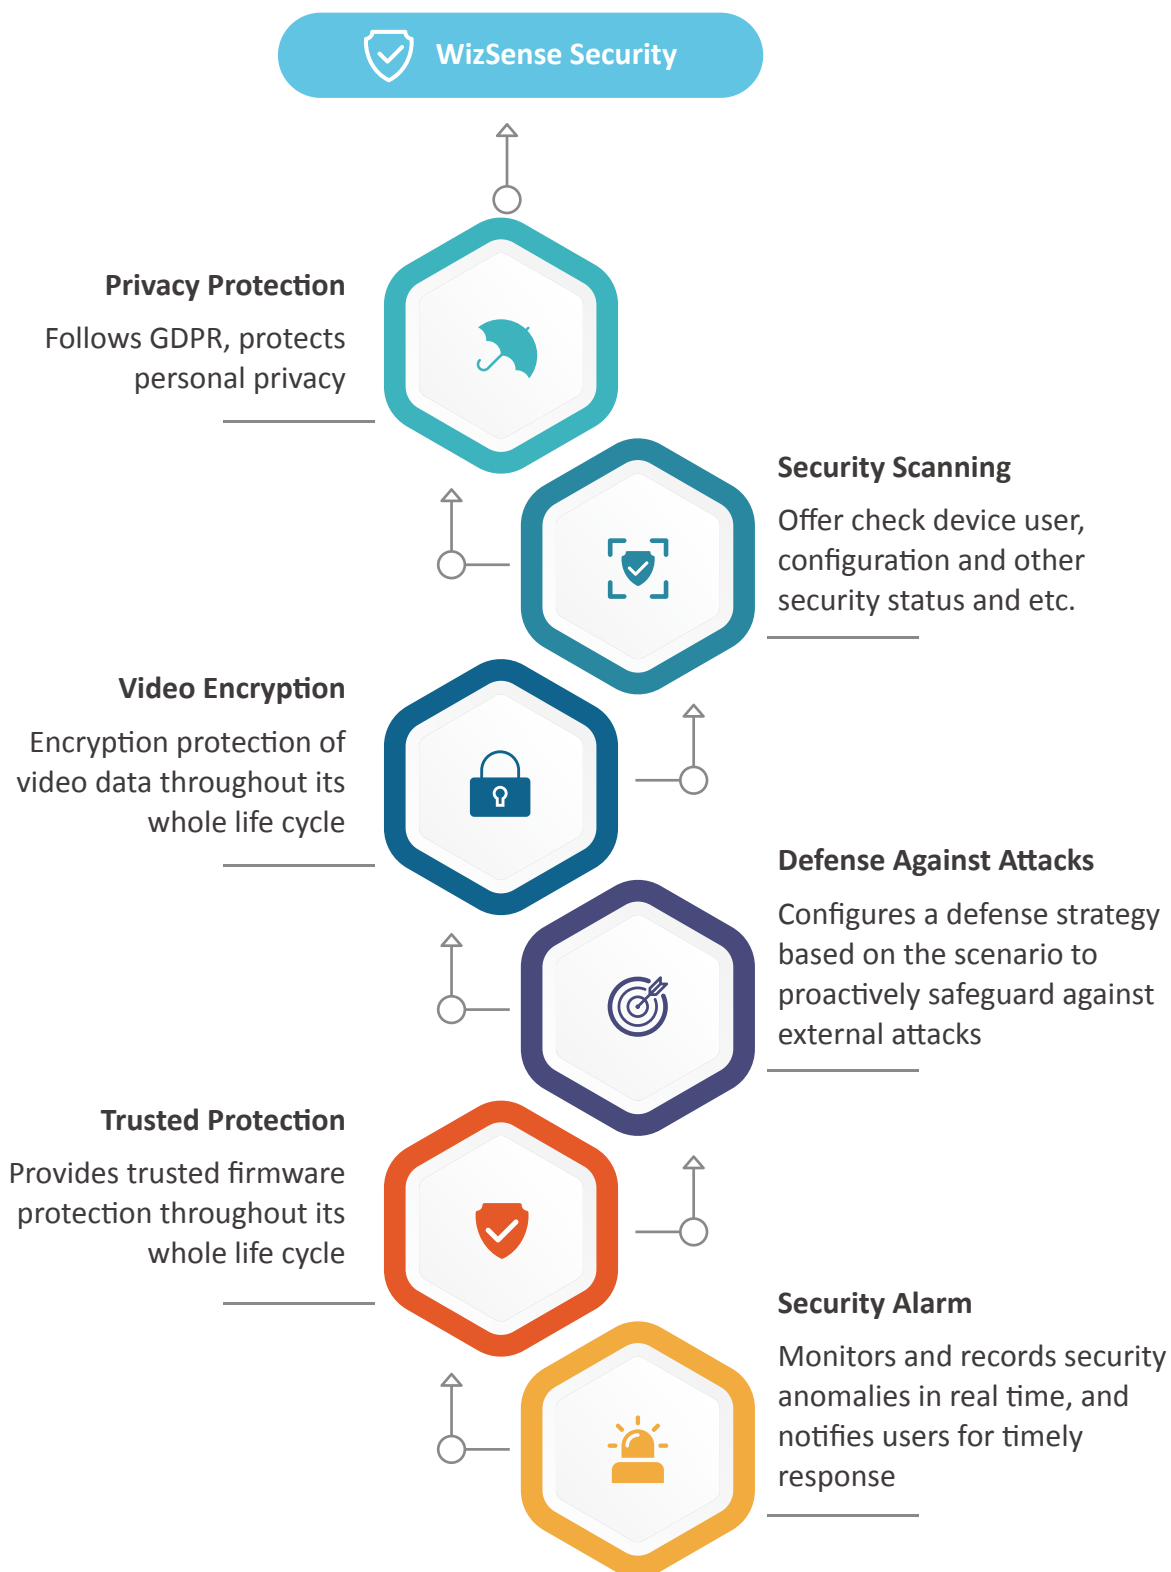 WizSense Security
Privacy Protection
Follows GDPR, protects
personal privacy
Security Scanning
Offer check device user,
configuration and other
security status and etc.
Video Encryption
Encryption protection of
video data throughout its
whole life cycle
Defense Against Attacks
Configures a defense strategy
based on the scenario to
proactively safeguard against
external attacks
Trusted Protection
Provides trusted firmware
protection throughout its
whole life cycle
Security Alarm
Monitors and records security
anomalies in real time, and
notifies users for timely
response